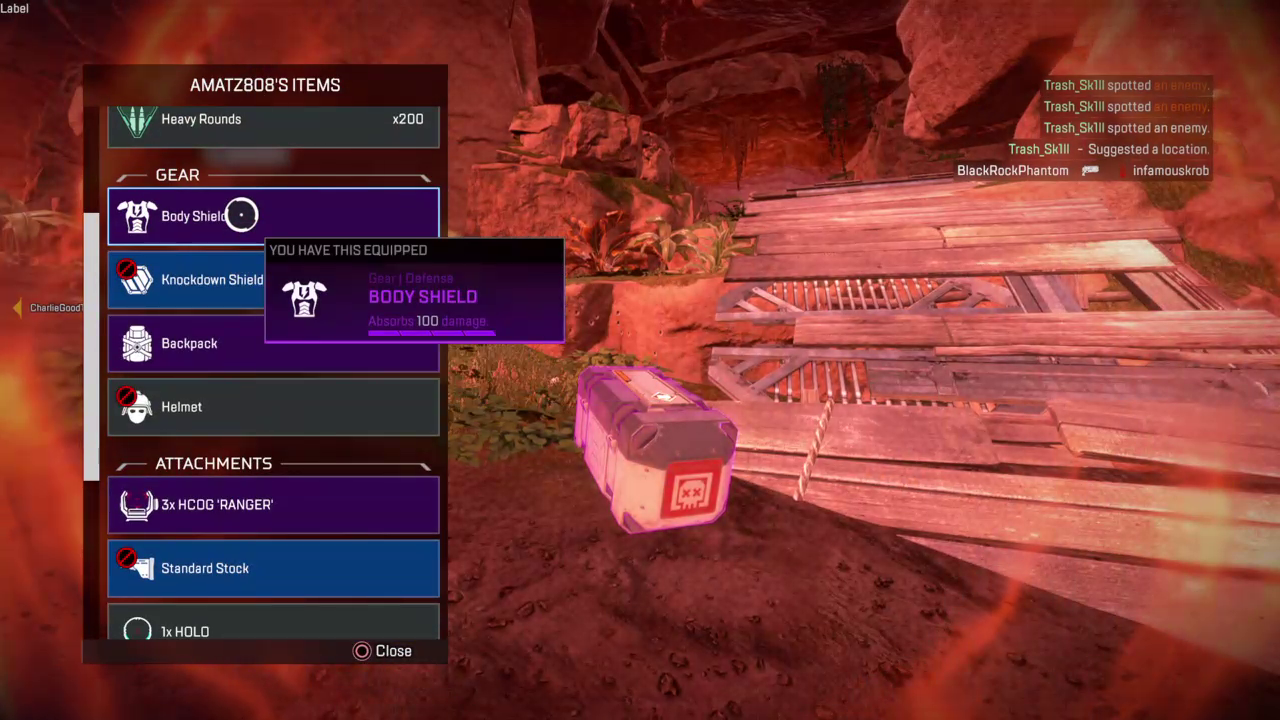 Label
AMATZ808'S ITEMS
Heavy Rounds x200
GEAR
Body Shield
YOU HAVE THIS EQUIPPED
Gear | Defense
BODY SHIELD
Absorbs 100 damage.
Knockdown Shield
Backpack
Helmet
ATTACHMENTS
3x HCOG 'RANGER'
Standard Stock
1x HOLO
Close
Trash_Sk1ll spotted an enemy.
Trash_Sk1ll spotted an enemy.
Trash_Sk1ll spotted an enemy.
Trash_Sk1ll - Suggested a location.
BlackRockPhantom infamouskrob